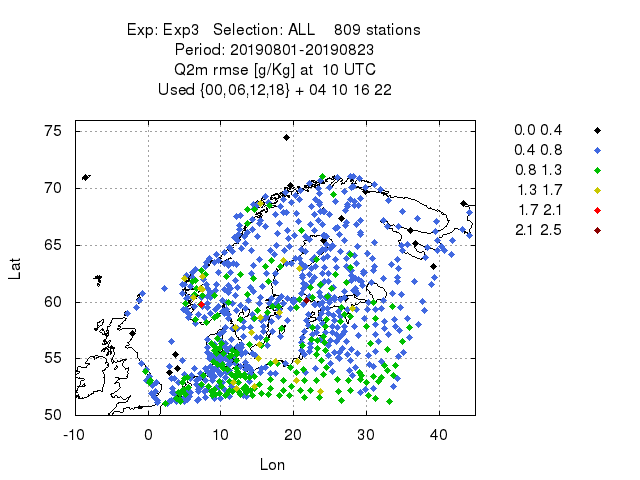 Exp: Exp3 Selection: ALL 809 stations
Period: 20190801-20190823
Q2m rmse [g/Kg] at 10 UTC
Used {00,06,12,18} + 04 10 16 22
75
70
65
60
55
50
Lat
-10 0 10 20 30 40
Lon
0.0 0.4
0.4 0.8
0.8 1.3
1.3 1.7
1.7 2.1
2.1 2.5